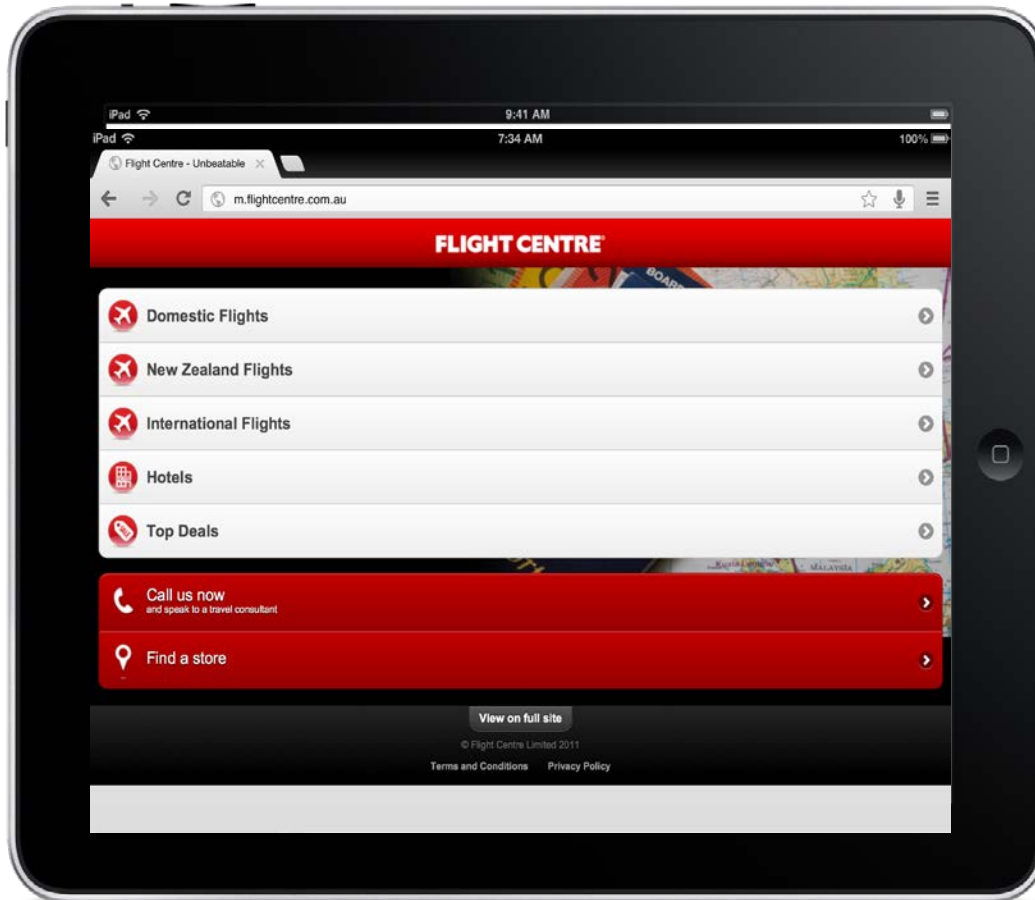 iPad 9:41 AM
iPad 7:34 AM 100%
Flight Centre - Unbeatable
m.flightcentre.com.au
FLIGHT CENTRE
BOAR
Domestic Flights
New Zealand Flights
International Flights
Hotels
Top Deals
MALAYSIA
Call us now
and speak to a travel consultant
Find a store
View on full site
© Flight Centre Limited 2011
Terms and Conditions Privacy Policy